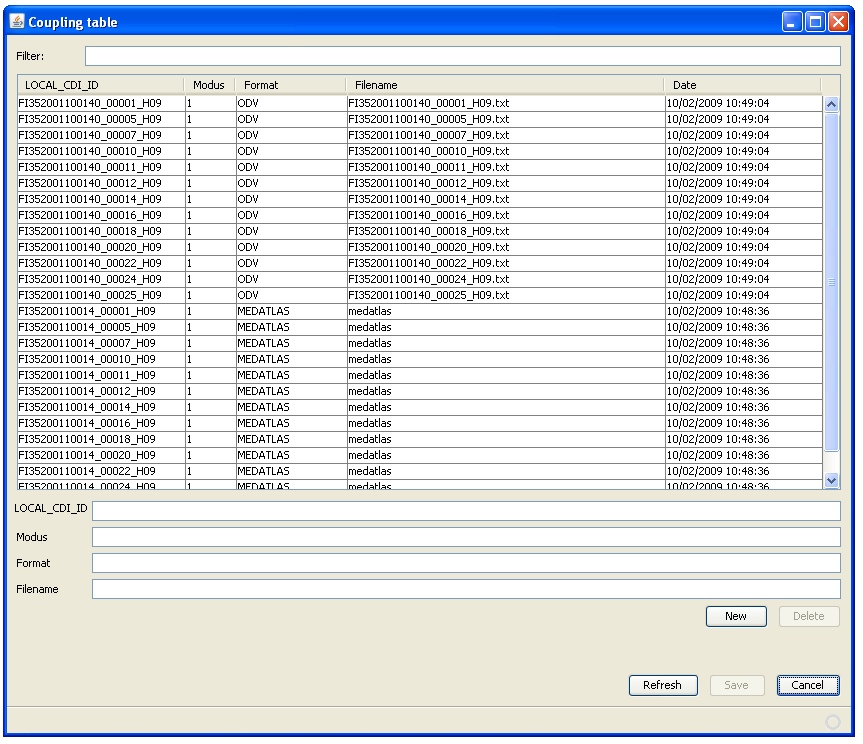 Coupling table
Filter:
LOCAL_CDI_ID Modus Format Filename Date
FI352001100140_00001_H09 1 ODV FI352001100140_00001_H09.txt 10/02/2009 10:49:04
FI352001100140_00005_H09 1 ODV FI352001100140_00005_H09.txt 10/02/2009 10:49:04
FI352001100140_00007_H09 1 ODV FI352001100140_00007_H09.txt 10/02/2009 10:49:04
FI352001100140_00010_H09 1 ODV FI352001100140_00010_H09.txt 10/02/2009 10:49:04
FI352001100140_00011_H09 1 ODV FI352001100140_00011_H09.txt 10/02/2009 10:49:04
FI352001100140_00012_H09 1 ODV FI352001100140_00012_H09.txt 10/02/2009 10:49:04
FI352001100140_00014_H09 1 ODV FI352001100140_00014_H09.txt 10/02/2009 10:49:04
FI352001100140_00016_H09 1 ODV FI352001100140_00016_H09.txt 10/02/2009 10:49:04
FI352001100140_00018_H09 1 ODV FI352001100140_00018_H09.txt 10/02/2009 10:49:04
FI352001100140_00020_H09 1 ODV FI352001100140_00020_H09.txt 10/02/2009 10:49:04
FI352001100140_00022_H09 1 ODV FI352001100140_00022_H09.txt 10/02/2009 10:49:04
FI352001100140_00024_H09 1 ODV FI352001100140_00024_H09.txt 10/02/2009 10:49:04
FI352001100140_00025_H09 1 ODV FI352001100140_00025_H09.txt 10/02/2009 10:49:04
FI35200110014_00001_H09 1 MEDATLAS medatlas 10/02/2009 10:48:36
FI35200110014_00005_H09 1 MEDATLAS medatlas 10/02/2009 10:48:36
FI35200110014_00007_H09 1 MEDATLAS medatlas 10/02/2009 10:48:36
FI35200110014_00010_H09 1 MEDATLAS medatlas 10/02/2009 10:48:36
FI35200110014_00011_H09 1 MEDATLAS medatlas 10/02/2009 10:48:36
FI35200110014_00012_H09 1 MEDATLAS medatlas 10/02/2009 10:48:36
FI35200110014_00014_H09 1 MEDATLAS medatlas 10/02/2009 10:48:36
FI35200110014_00016_H09 1 MEDATLAS medatlas 10/02/2009 10:48:36
FI35200110014_00018_H09 1 MEDATLAS medatlas 10/02/2009 10:48:36
FI35200110014_00020_H09 1 MEDATLAS medatlas 10/02/2009 10:48:36
FI35200110014_00022_H09 1 MEDATLAS medatlas 10/02/2009 10:48:36
FI35200110014_00024_H09 1 MEDATLAS medatlas 10/02/2009 10:48:36
LOCAL_CDI_ID
Modus
Format
Filename
New Delete
Refresh Save Cancel